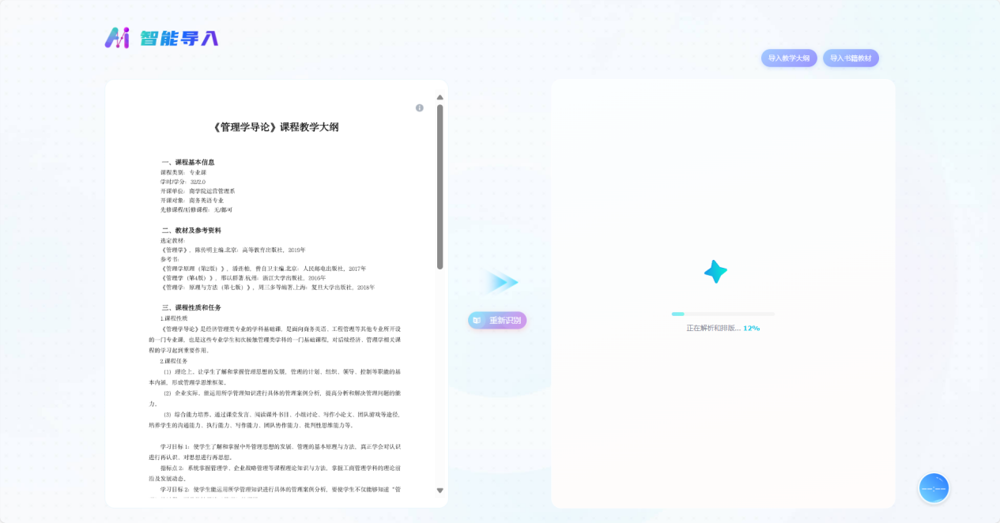 Ai 智能导入
导入教学大纲
导入书籍教材
《管理学导论》课程教学大纲
一、课程基本信息
课程类别：专业课
学时/学分：32/2.0
开课单位：商学院运营管理系
开课对象：商务英语专业
先修课程/后修课程：无/都可
二、教材及参考资料
选定教材：
《管理学》，陈传明主编.北京：高等教育出版社，2019年
参考书：
《管理学原理（第2版）》，潘连柏，曾自卫主编.北京：人民邮电出版社，2017年
《管理学（第4版）》，邢以群著.杭州：浙江大学出版社，2016年
《管理学：原理与方法（第七版）》，周三多等编著.上海：复旦大学出版社，2018年
三、课程性质和任务
1.课程性质
《管理学导论》是经济管理类专业的学科基础课，是面向商务英语、工程管理等其他专业所开设
的一门专业课，也是这些专业学生初次接触管理类学科的一门基础课程，对后续经济、管理学相关课
程的学习起到重要作用。
2.课程任务
（1）理论上。让学生了解和掌握管理思想的发展，管理的计划、组织、领导、控制等职能的基
本内涵，形成管理学思维框架。
（2）企业实际。能运用所学管理知识进行具体的管理案例分析，提高分析和解决管理问题的能
力。
（3）综合能力培养。通过课堂发言、阅读课外书目、小组讨论、写作小论文、团队游戏等途径，
培养学生的沟通能力、执行能力、写作能力、团队协作能力、批判性思维能力等。
学习目标1：使学生了解和掌握中外管理思想的发展、管理的基本原理与方法，真正学会对认识
进行再认识、对思想进行再思想。
指标点2：系统掌握管理学、企业战略管理等课程理论知识与方法，掌握工商管理学科的理论前
沿及发展动态。
学习目标2：使学生能运用所学管理知识进行具体的管理案例分析，要使学生不仅能够知道“管
重新识别
正在解析和排版... 12%